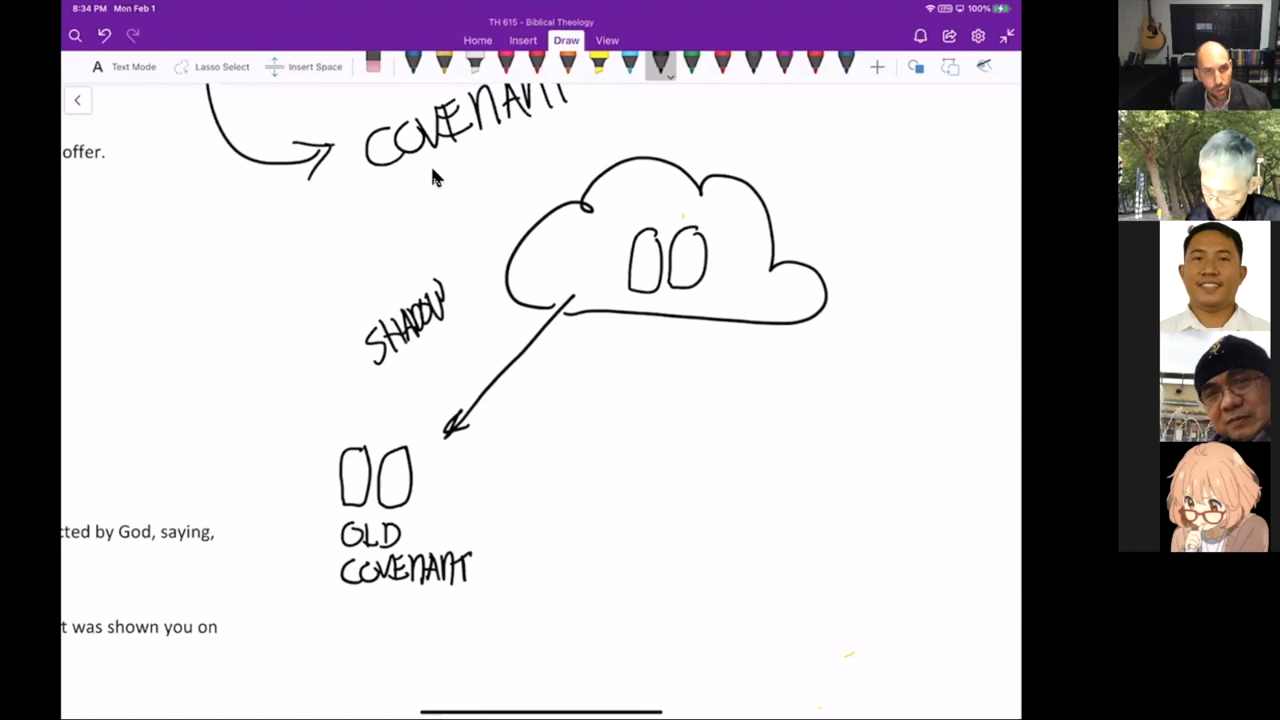 8:34 PM Mon Feb 1
100%
TH 615 - Biblical Theology
Home Insert Draw View
Text Mode Lasso Select Insert Space
COVENANT
offer.
SHADOW
OLD
COVENANT
cted by God, saying,
t was shown you on